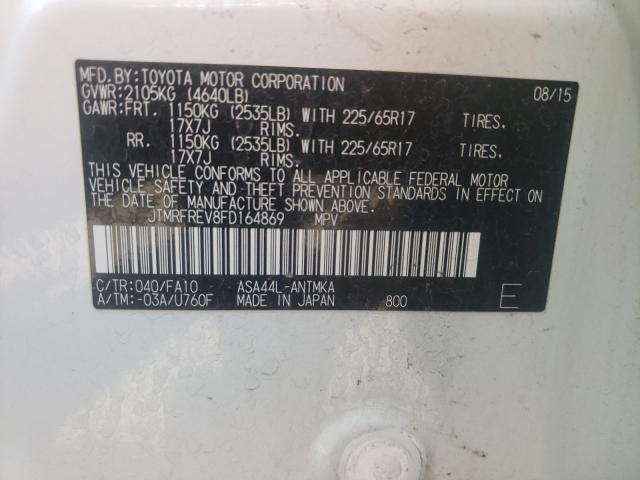 MFD. BY: TOYOTA MOTOR CORPORATION 08/15
GVWR: 2105KG (4640LB)
GAWR: FRT. 1150KG (2535LB) WITH 225/65R17 TIRES.
17X7J RIMS.
RR. 1150KG (2535LB) WITH 225/65R17 TIRES.
17X7J RIMS.
THIS VEHICLE CONFORMS TO ALL APPLICABLE FEDERAL MOTOR
VEHICLE SAFETY AND THEFT PREVENTION STANDARDS IN EFFECT ON
THE DATE OF MANUFACTURE SHOWN ABOVE.
JTMRFREV8FD164869 MPV
C/TR: 040/FA10 ASA44L-ANTMKA
A/TM: -03A/U760F MADE IN JAPAN 800 E